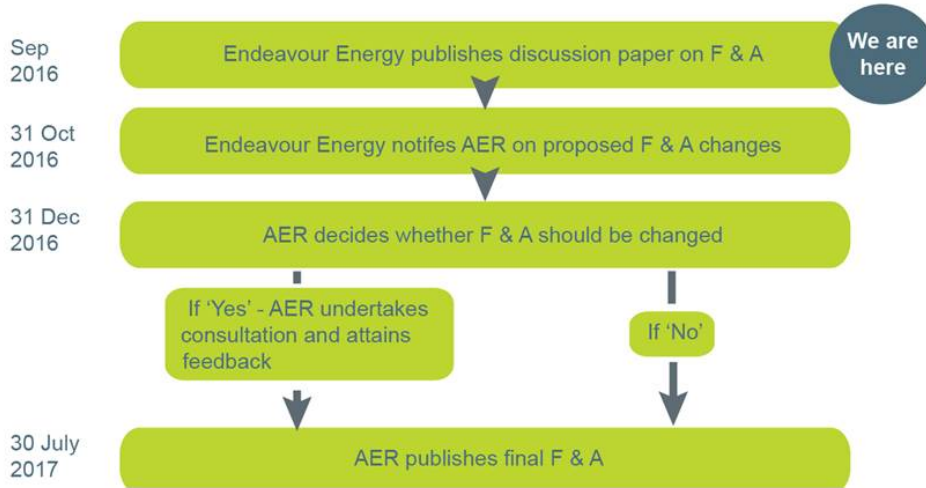 Sep
2016
Endeavour Energy publishes discussion paper on F & A
We are
here
31 Oct
2016
Endeavour Energy notifes AER on proposed F & A changes
31 Dec
2016
AER decides whether F & A should be changed
If ‘Yes’ - AER undertakes
consultation and attains
feedback
If ‘No’
30 July
2017
AER publishes final F & A